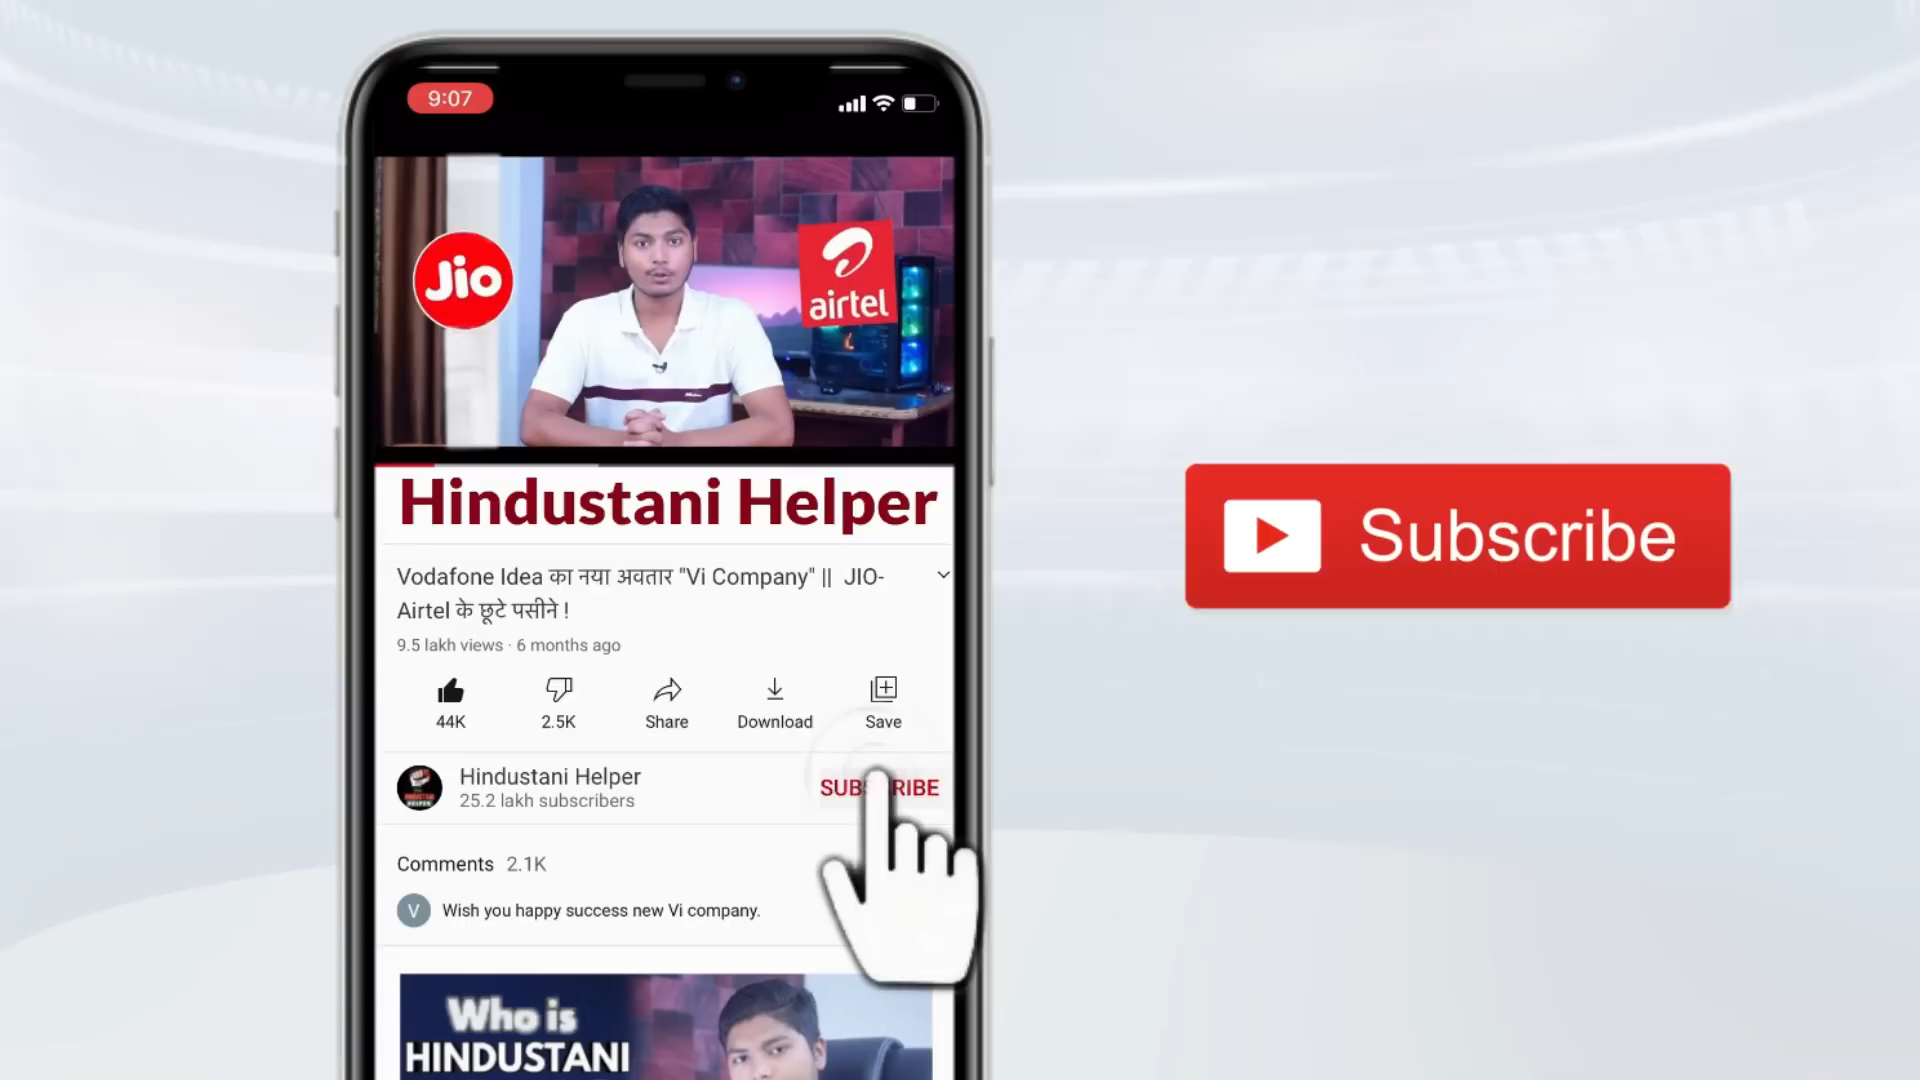 9:07
Jio
airtel
Hindustani Helper
Vodafone Idea का नया अवतार "Vi Company" || JIO-
Airtel के छूटे पसीने !
9.5 lakh views · 6 months ago
44K
2.5K
Share
Download
Save
Hindustani Helper
25.2 lakh subscribers
Comments 2.1K
V
Wish you happy success new Vi company.
Who is
HINDUSTANI
Subscribe